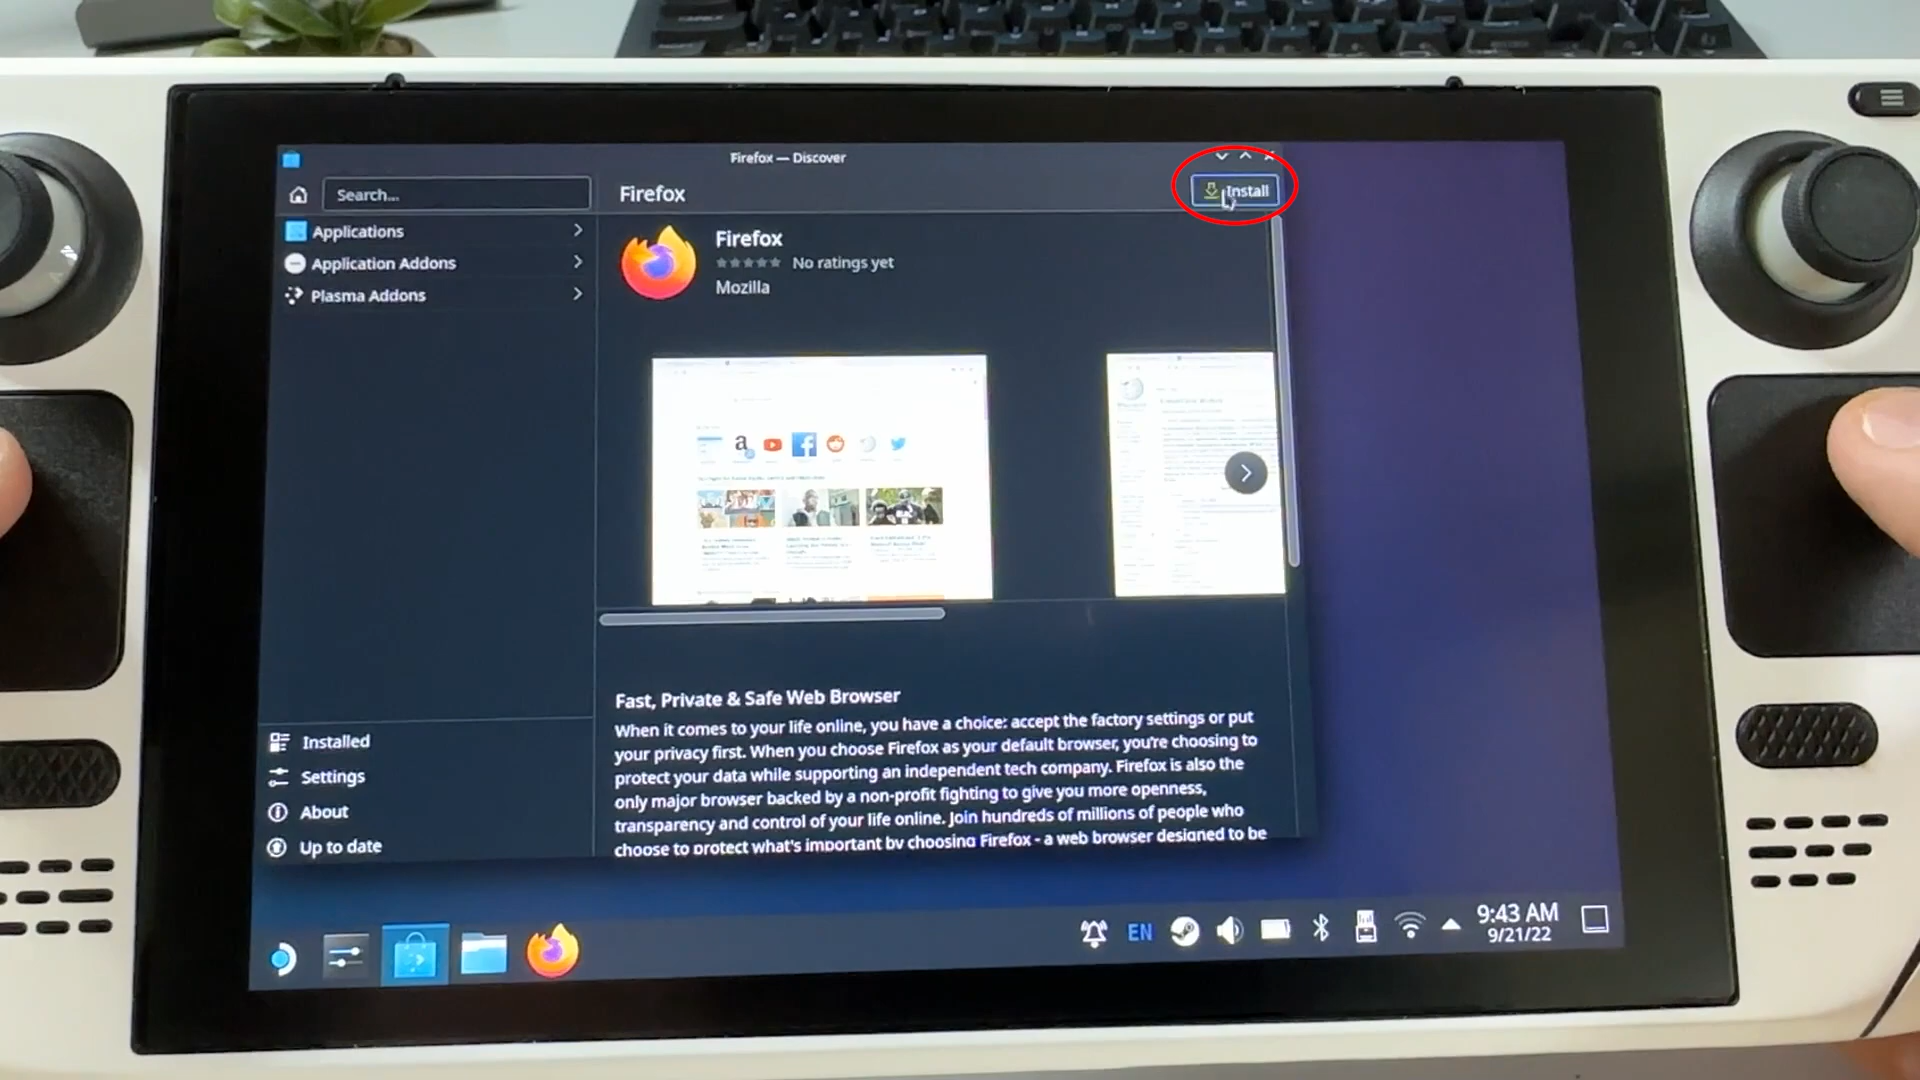 Firefox — Discover
Search...
Firefox
Install
Applications
Application Addons
Plasma Addons
Firefox
No ratings yet
Mozilla
a
Fast, Private & Safe Web Browser
When it comes to your life online, you have a choice: accept the factory settings or put
your privacy first. When you choose Firefox as your default browser, you're choosing to
protect your data while supporting an independent tech company. Firefox is also the
only major browser backed by a non-profit fighting to give you more openness,
transparency and control of your life online. Join hundreds of millions of people who
choose to protect what's important by choosing Firefox - a web browser designed to be
Installed
Settings
About
Up to date
EN
9:43 AM
9/21/22